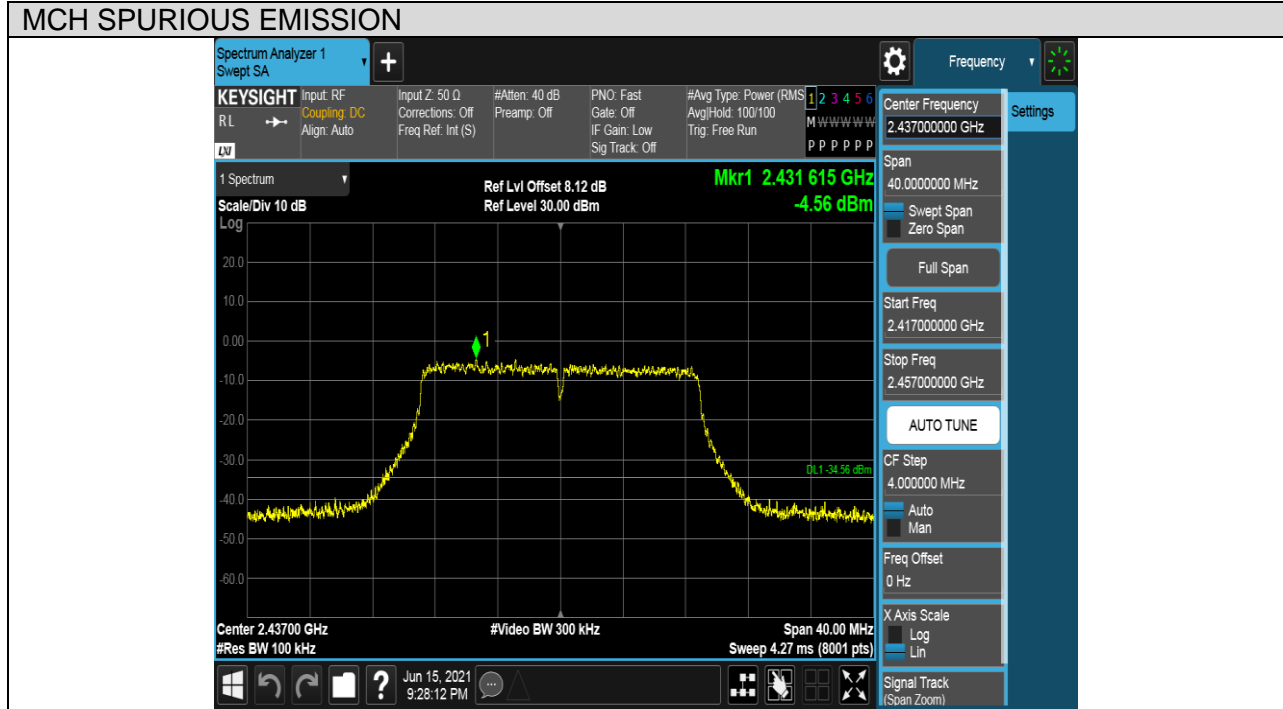 MCH SPURIOUS EMISSION
Spectrum Analyzer 1
Swept SA
Frequency
KEYSIGHT
RL
LXI
Input: RF
Coupling: DC
Align: Auto
Input Z: 50 Ω
Corrections: Off
Freq Ref: Int (S)
#Atten: 40 dB
Preamp: Off
PNO: Fast
Gate: Off
IF Gain: Low
Sig Track: Off
#Avg Type: Power (RMS
Avg|Hold: 100/100
Trig: Free Run
1 2 3 4 5 6
M W W W W W
P P P P P P
1 Spectrum
Scale/Div 10 dB
Ref Lvl Offset 8.12 dB
Ref Level 30.00 dBm
Mkr1 2.431 615 GHz
-4.56 dBm
Log
20.0
10.0
0.00
-10.0
-20.0
-30.0
-40.0
-50.0
-60.0
1
DL1 -34.56 dBm
Center 2.43700 GHz
#Res BW 100 kHz
#Video BW 300 kHz
Span 40.00 MHz
Sweep 4.27 ms (8001 pts)
Jun 15, 2021
9:28:12 PM
Center Frequency
2.437000000 GHz
Settings
Span
40.0000000 MHz
Swept Span
Zero Span
Full Span
Start Freq
2.417000000 GHz
Stop Freq
2.457000000 GHz
AUTO TUNE
CF Step
4.000000 MHz
Auto
Man
Freq Offset
0 Hz
X Axis Scale
Log
Lin
Signal Track
(Span Zoom)